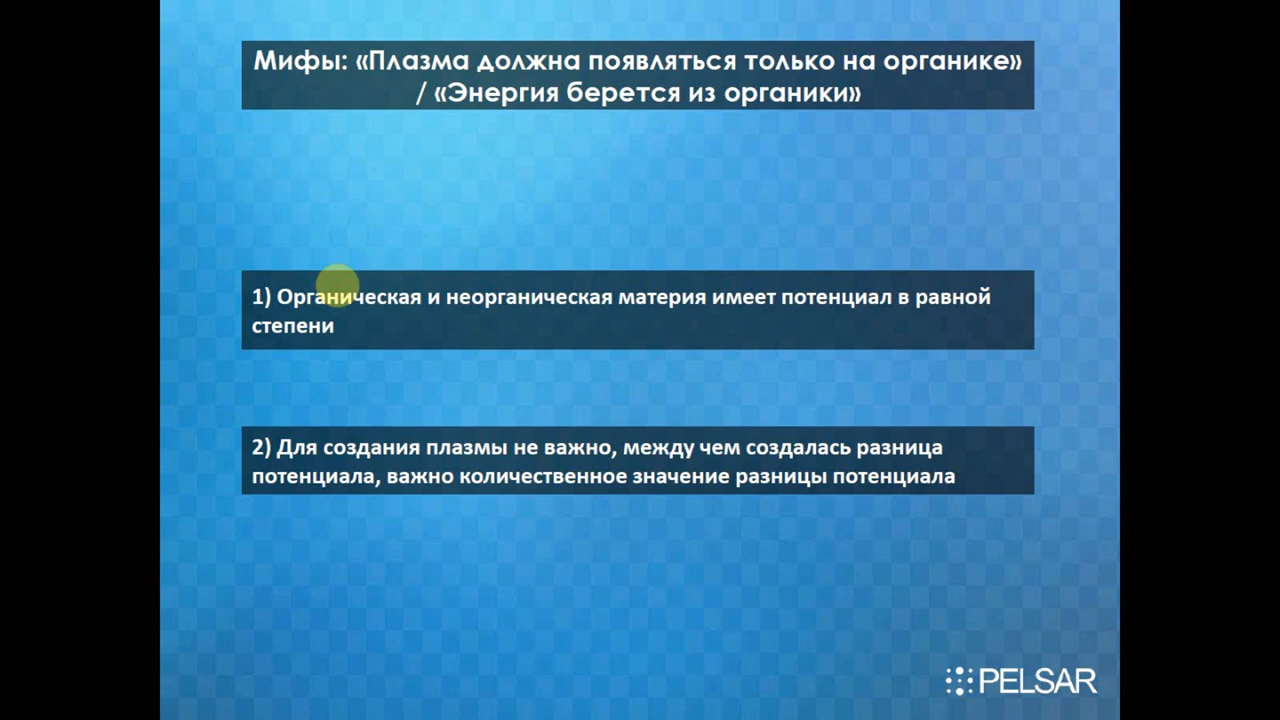 Мифы: «Плазма должна появляться только на органике»
/ «Энергия берется из органики»
1) Органическая и неорганическая материя имеет потенциал в равной
степени
2) Для создания плазмы не важно, между чем создалась разница
потенциала, важно количественное значение разницы потенциала
PELSAR